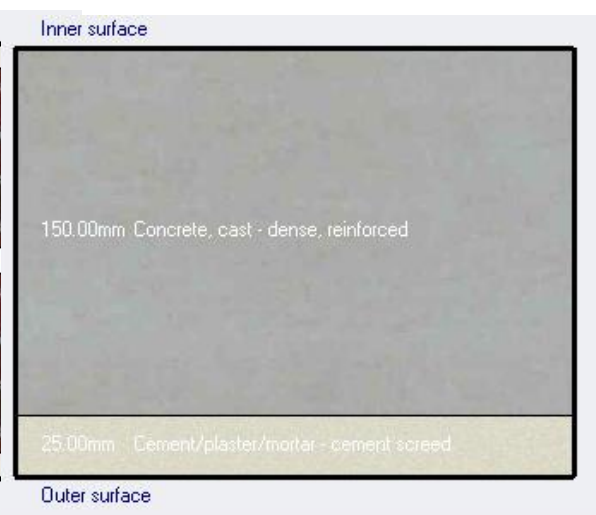 Inner surface
150.00mm Concrete, cast - dense, reinforced
25.00mm Cement/plaster/mortar - cement screed
Outer surface